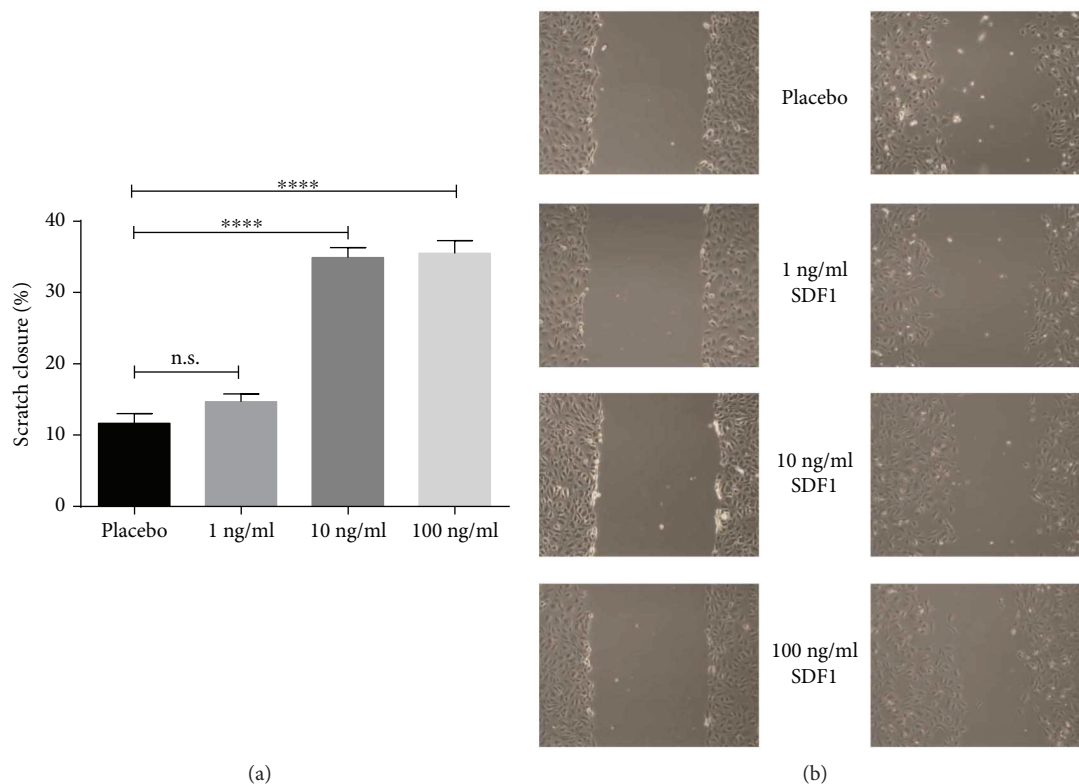 ****
****
n.s.
Scratch closure (%)
40
30
20
10
0
Placebo
1 ng/ml
10 ng/ml
100 ng/ml
(a)
Placebo
1 ng/ml
SDF1
10 ng/ml
SDF1
100 ng/ml
SDF1
(b)